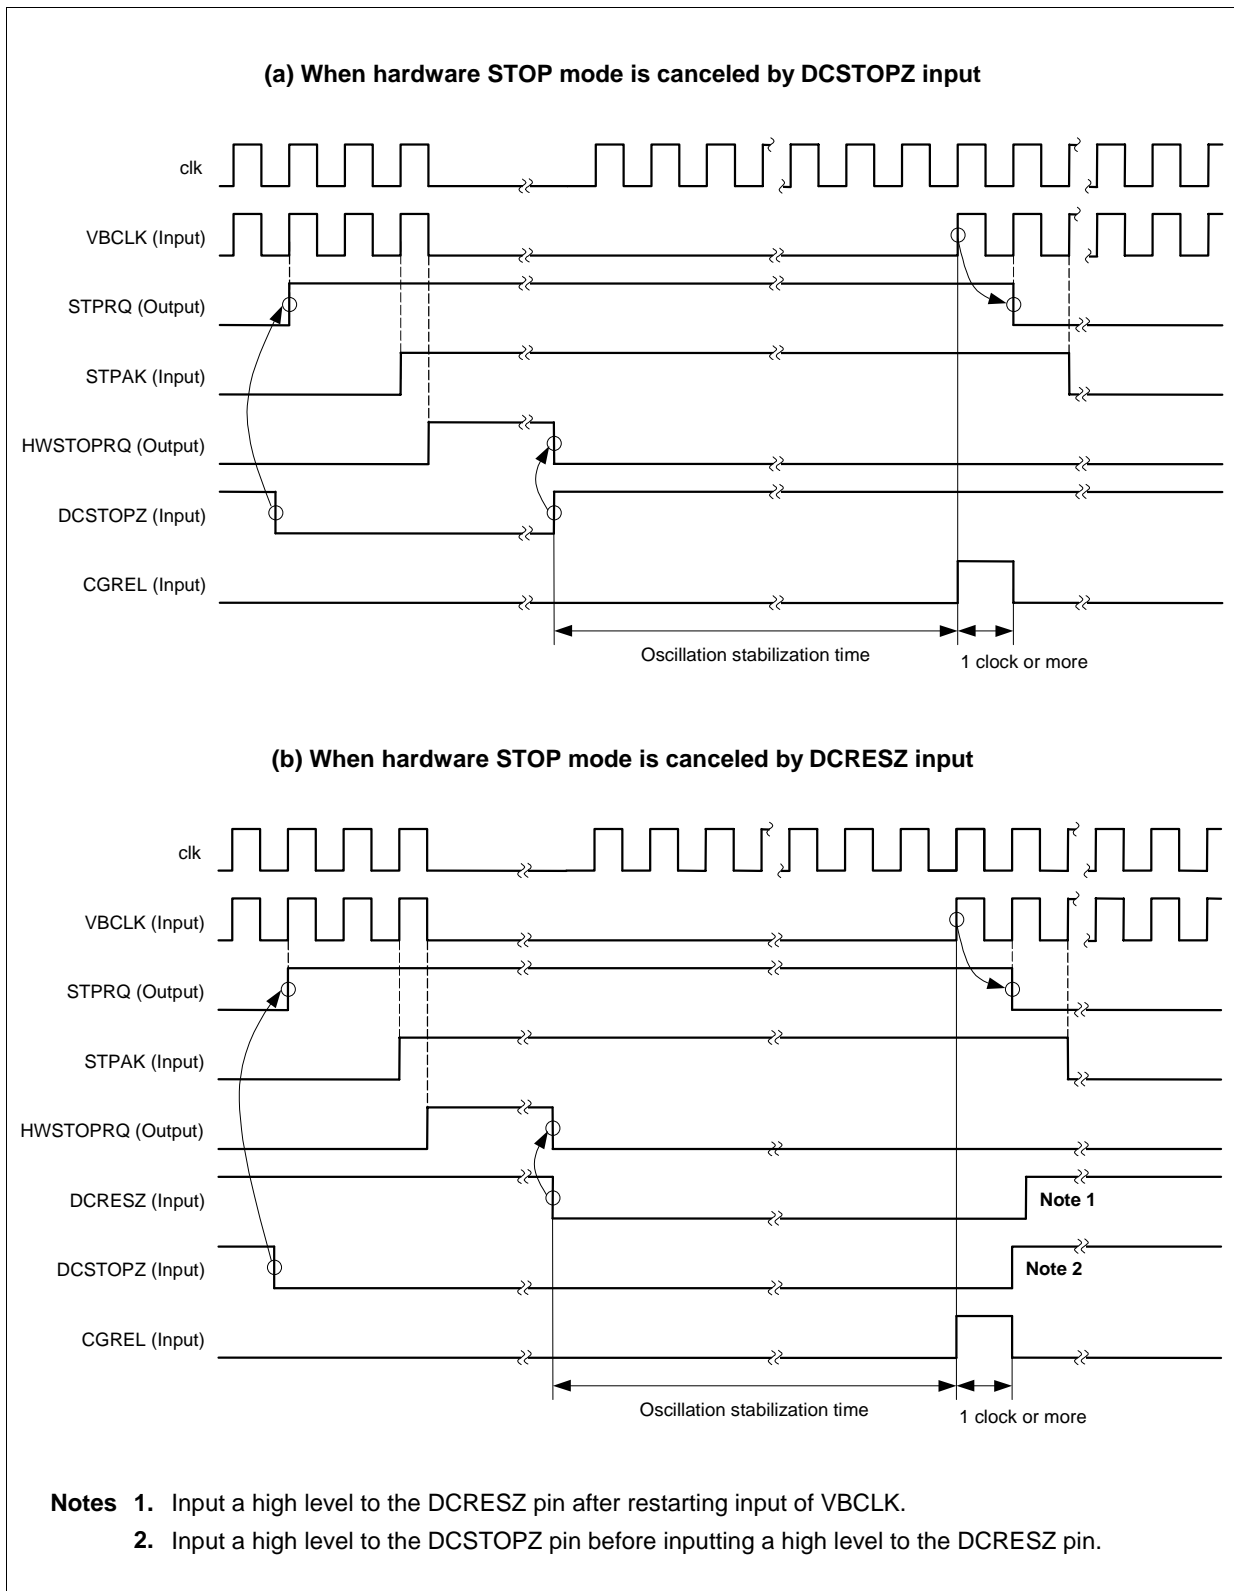 (a) When hardware STOP mode is canceled by DCSTOPZ input
clk
VBCLK (Input)
STPRQ (Output)
STPAK (Input)
HWSTOPRQ (Output)
DCSTOPZ (Input)
CGREL (Input)
Oscillation stabilization time
1 clock or more
(b) When hardware STOP mode is canceled by DCRESZ input
clk
VBCLK (Input)
STPRQ (Output)
STPAK (Input)
HWSTOPRQ (Output)
DCRESZ (Input)
Note 1
DCSTOPZ (Input)
Note 2
CGREL (Input)
Oscillation stabilization time
1 clock or more
Notes 1. Input a high level to the DCRESZ pin after restarting input of VBCLK.
2. Input a high level to the DCSTOPZ pin before inputting a high level to the DCRESZ pin.